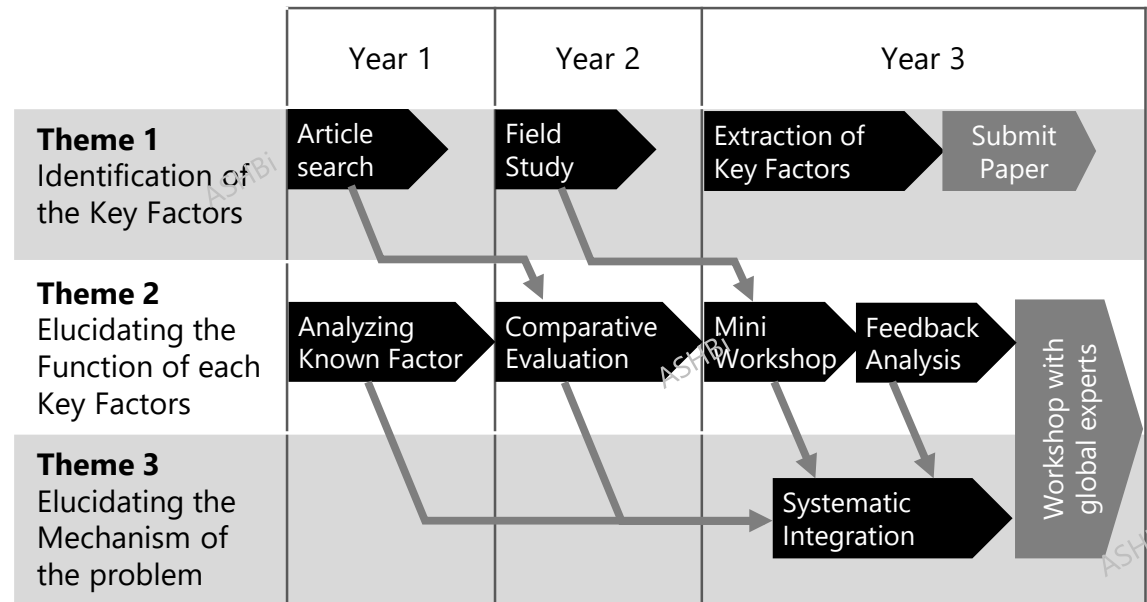 Year 1
Year 2
Year 3
Theme 1
Identification of
the Key Factors
Article
search
Field
Study
Extraction of
Key Factors
Submit
Paper
Theme 2
Elucidating the
Function of each
Key Factors
Analyzing
Known Factor
Comparative
Evaluation
Mini
Workshop
Feedback
Analysis
Workshop with
global experts
Theme 3
Elucidating the
Mechanism of
the problem
Systematic
Integration
ASHBi
ASHBi
ASH